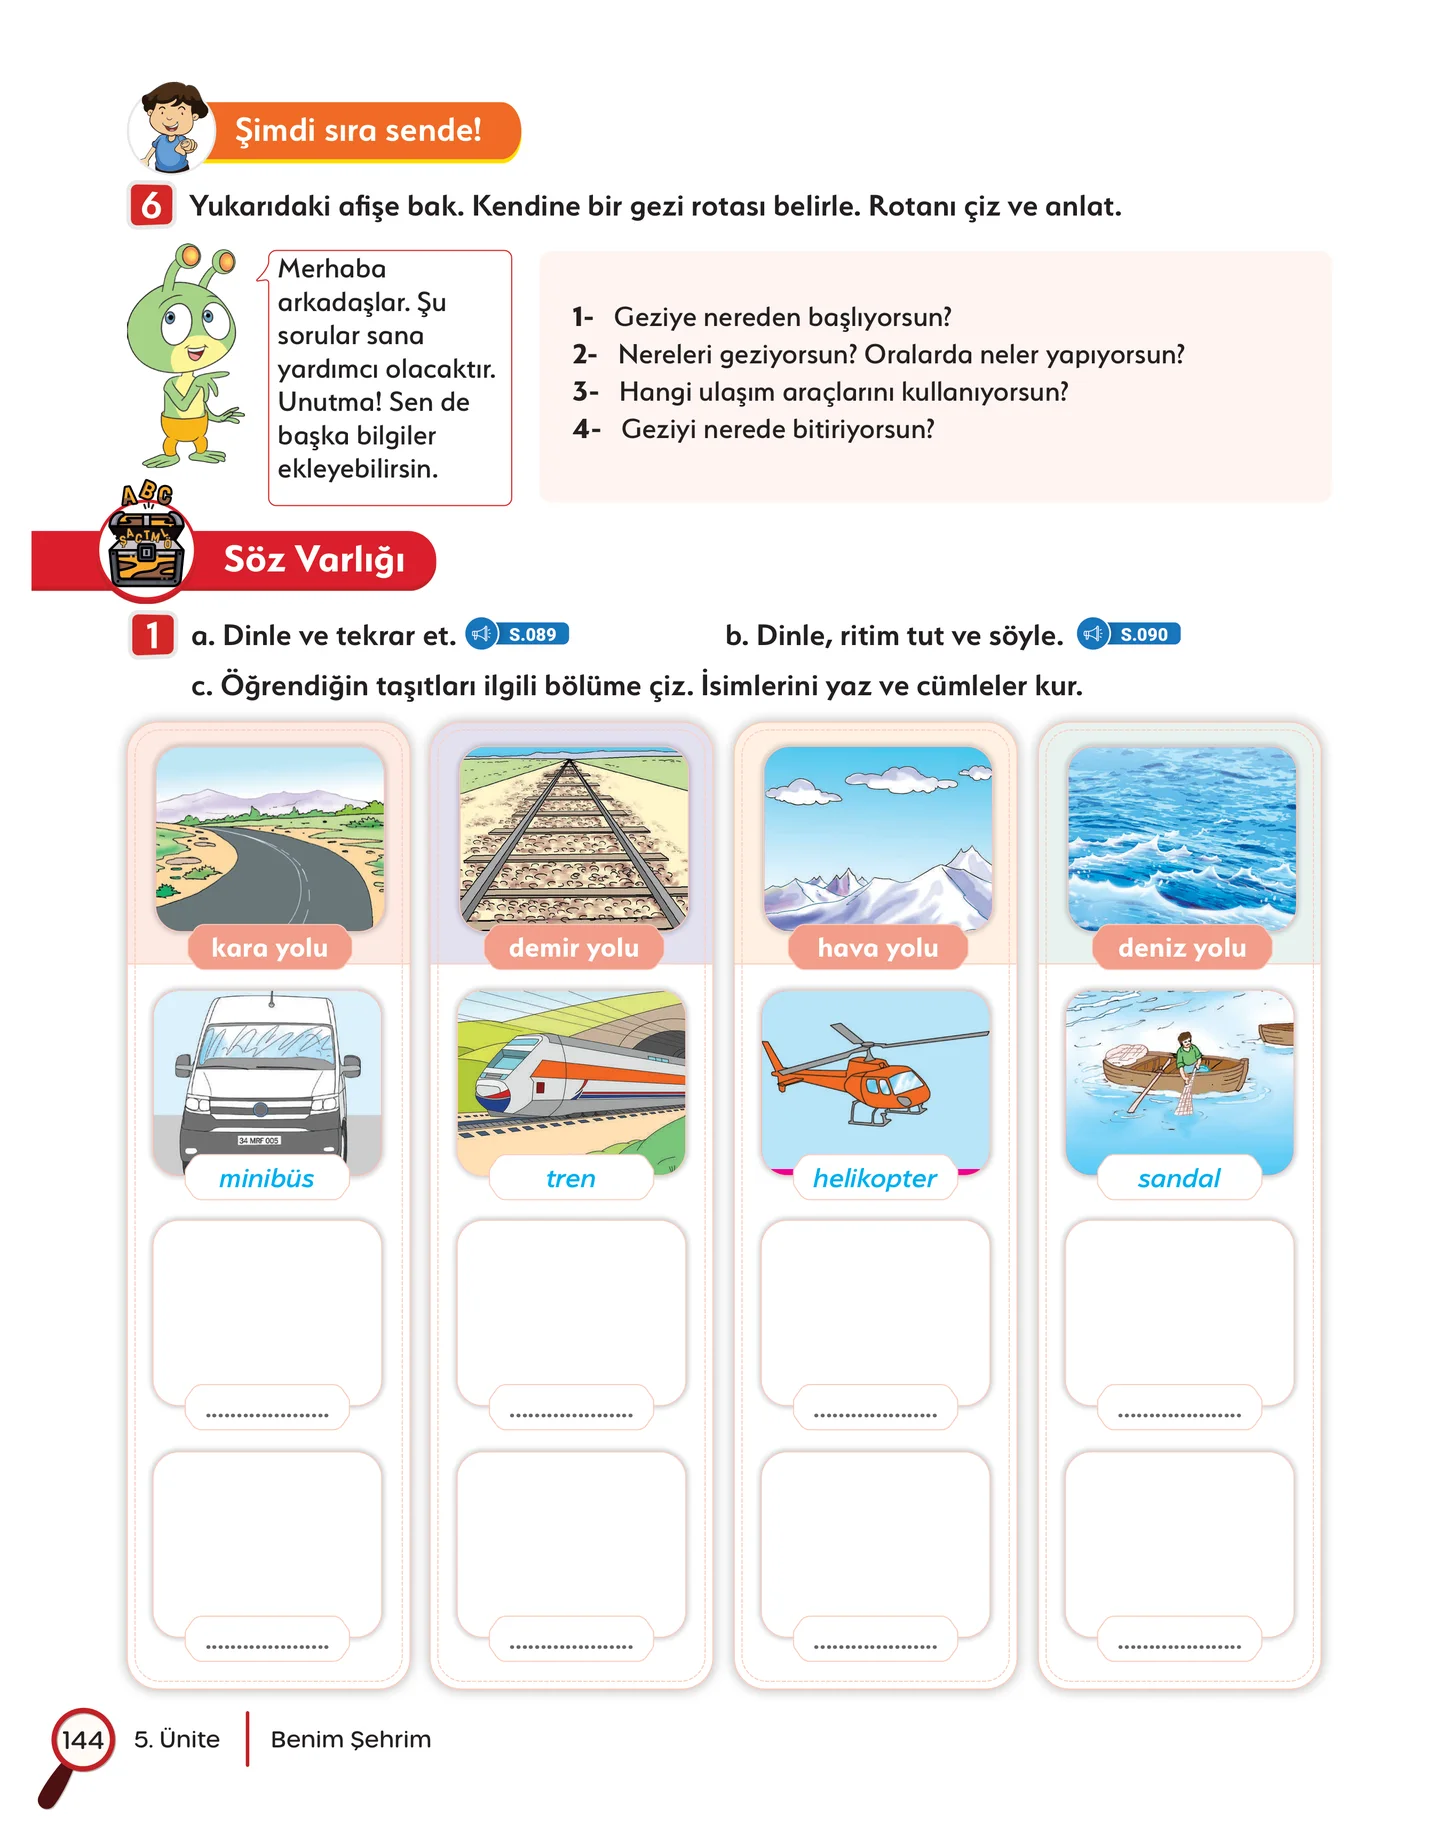 Şimdi sıra sende!
6 Yukarıdaki afişe bak. Kendine bir gezi rotası belirle. Rotanı çiz ve anlat.
Merhaba
arkadaşlar. Şu
sorular sana
yardımcı olacaktır.
Unutma! Sen de
başka bilgiler
ekleyebilirsin.
1- Geziye nereden başlıyorsun?
2- Nereleri geziyorsun? Oralarda neler yapıyorsun?
3- Hangi ulaşım araçlarını kullanıyorsun?
4- Geziyi nerede bitiriyorsun?
ABC
Söz Varlığı
1 a. Dinle ve tekrar et. S.089
b. Dinle, ritim tut ve söyle. S.090
c. Öğrendiğin taşıtları ilgili bölüme çiz. İsimlerini yaz ve cümleler kur.
kara yolu
demir yolu
hava yolu
deniz yolu
34 MRF 005
minibüs
tren
helikopter
sandal
....................
....................
....................
....................
....................
....................
....................
....................
144 5. Ünite Benim Şehrim